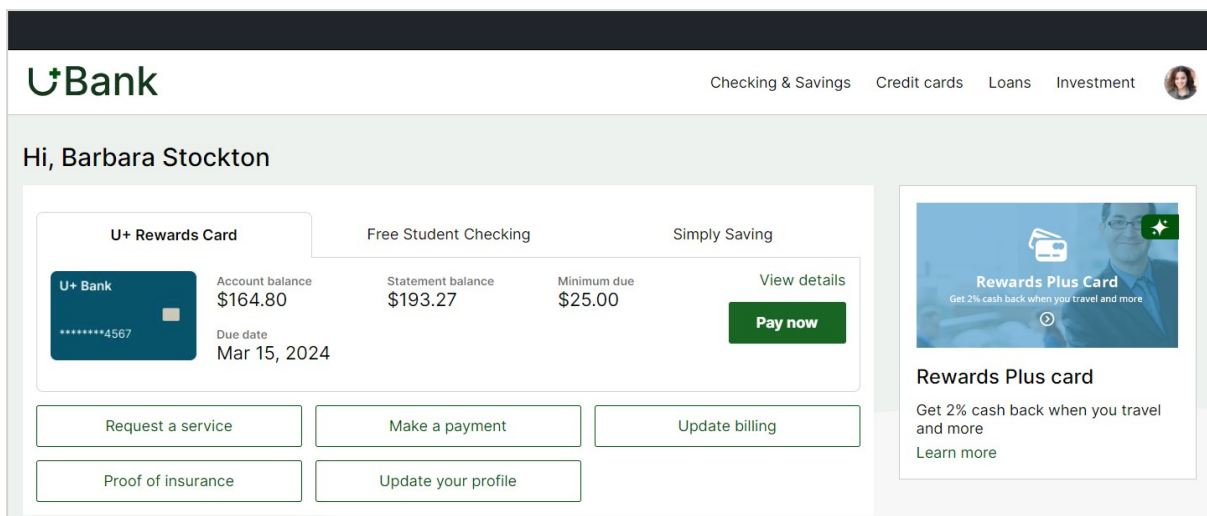 U+Bank
Checking & Savings Credit cards Loans Investment
Hi, Barbara Stockton
U+ Rewards Card Free Student Checking Simply Saving
U+ Bank
********4567
Account balance
$164.80
Statement balance
$193.27
Minimum due
$25.00
Due date
Mar 15, 2024
View details
Pay now
Request a service Make a payment Update billing
Proof of insurance Update your profile
Rewards Plus Card
Get 2% cash back when you travel and more
Rewards Plus card
Get 2% cash back when you travel
and more
Learn more